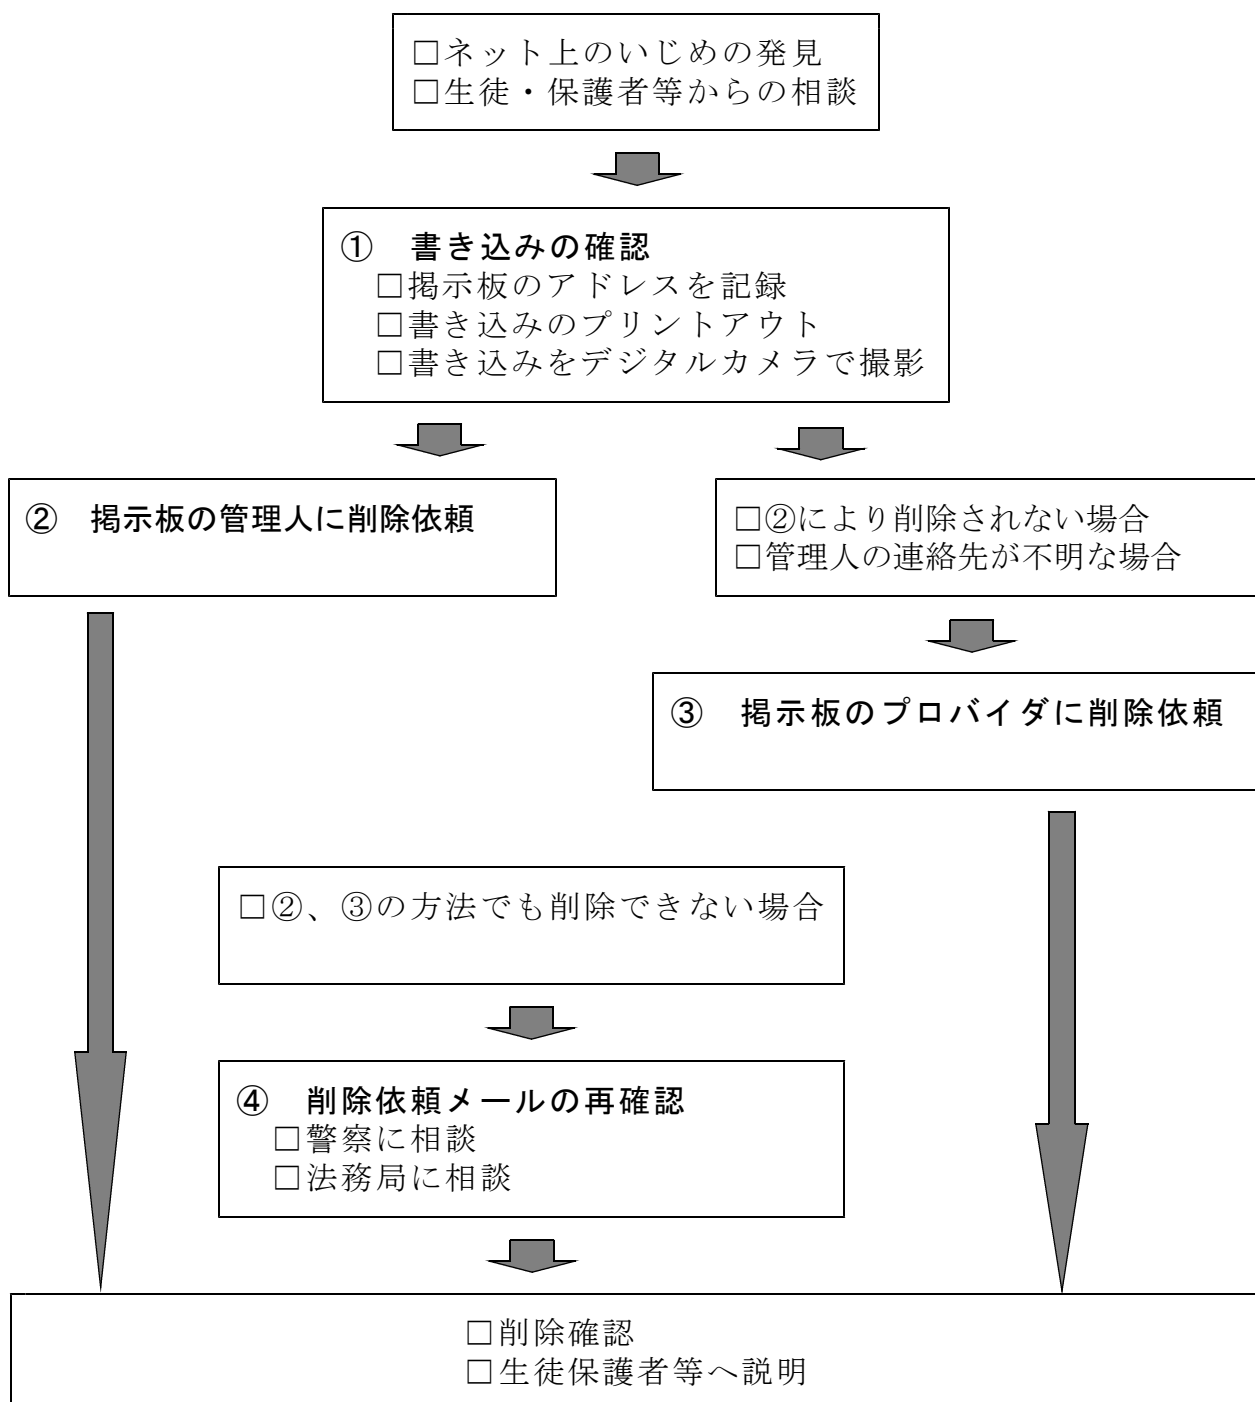 □ネット上のいじめの発見
□生徒・保護者等からの相談
① 書き込みの確認
□掲示板のアドレスを記録
□書き込みのプリントアウト
□書き込みをデジタルカメラで撮影
② 掲示板の管理人に削除依頼
□②により削除されない場合
□管理人の連絡先が不明な場合
③ 掲示板のプロバイダに削除依頼
□②、③の方法でも削除できない場合
④ 削除依頼メールの再確認
□警察に相談
□法務局に相談
□削除確認
□生徒保護者等へ説明